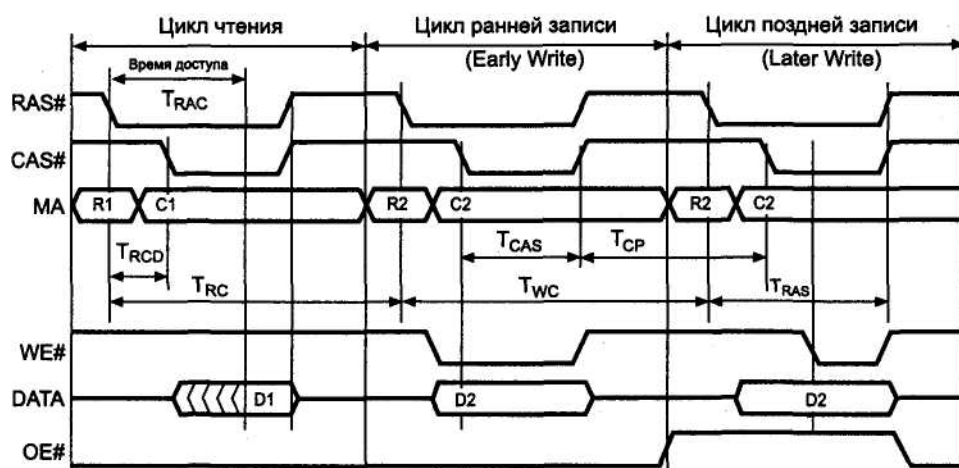 Цикл чтения Цикл ранней записи Цикл поздней записи
(Early Write) (Later Write)
Время доступа
RAS# TRAC
CAS#
MA R1 C1 R2 C2 R2 C2
TRCD TCAS TCP
TRC TWC TRAS
WE#
DATA D1 D2 D2
OE#